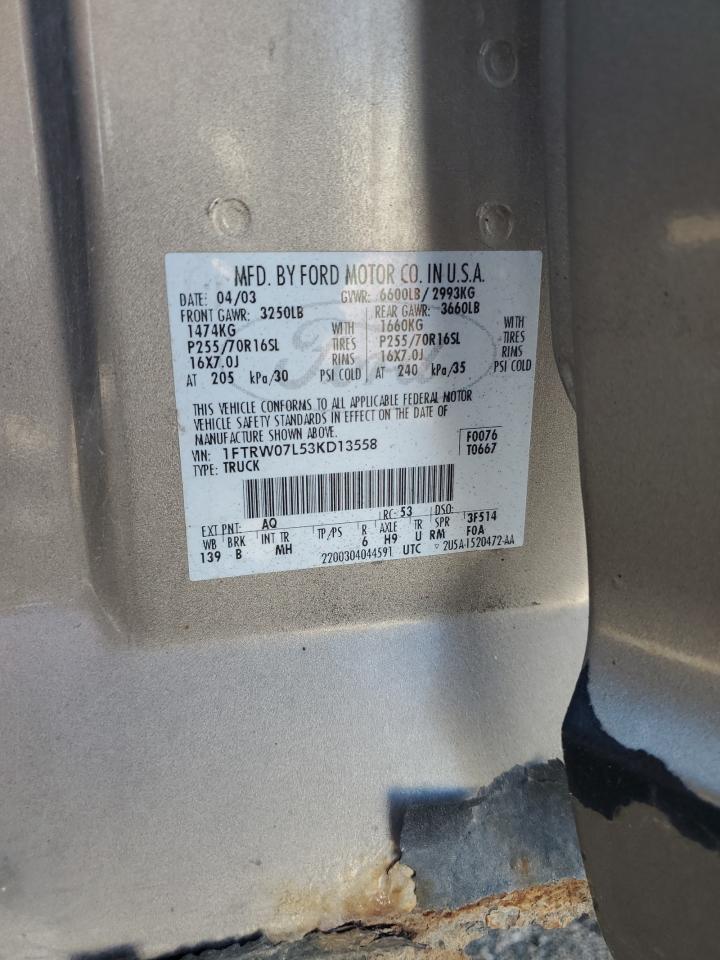 MFD. BY FORD MOTOR CO. IN U.S.A.
DATE: 04/03 GVWR: 6600LB/2993KG
FRONT GAWR: 3250LB REAR GAWR: 3660LB
1474KG WITH 1660KG WITH
P255/70R16SL TIRES P255/70R16SL TIRES
16X7.0J RIMS 16X7.0J RIMS
AT 205 kPa/30 PSI COLD AT 240 kPa/35 PSI COLD
THIS VEHICLE CONFORMS TO ALL APPLICABLE FEDERAL MOTOR
VEHICLE SAFETY STANDARDS IN EFFECT ON THE DATE OF
MANUFACTURE SHOWN ABOVE.
VIN: 1FTRW07L53KD13558 F0076
TYPE: TRUCK T0667
EXT PNT: AQ RC: 53 DSO:
WB BRK INT TR TP/PS R AXLE TR SPR 3F514
139 B MH 6 H9 U RM F0A
2200304044591 UTC ▽ 2U5A-1520472-AA
Ford